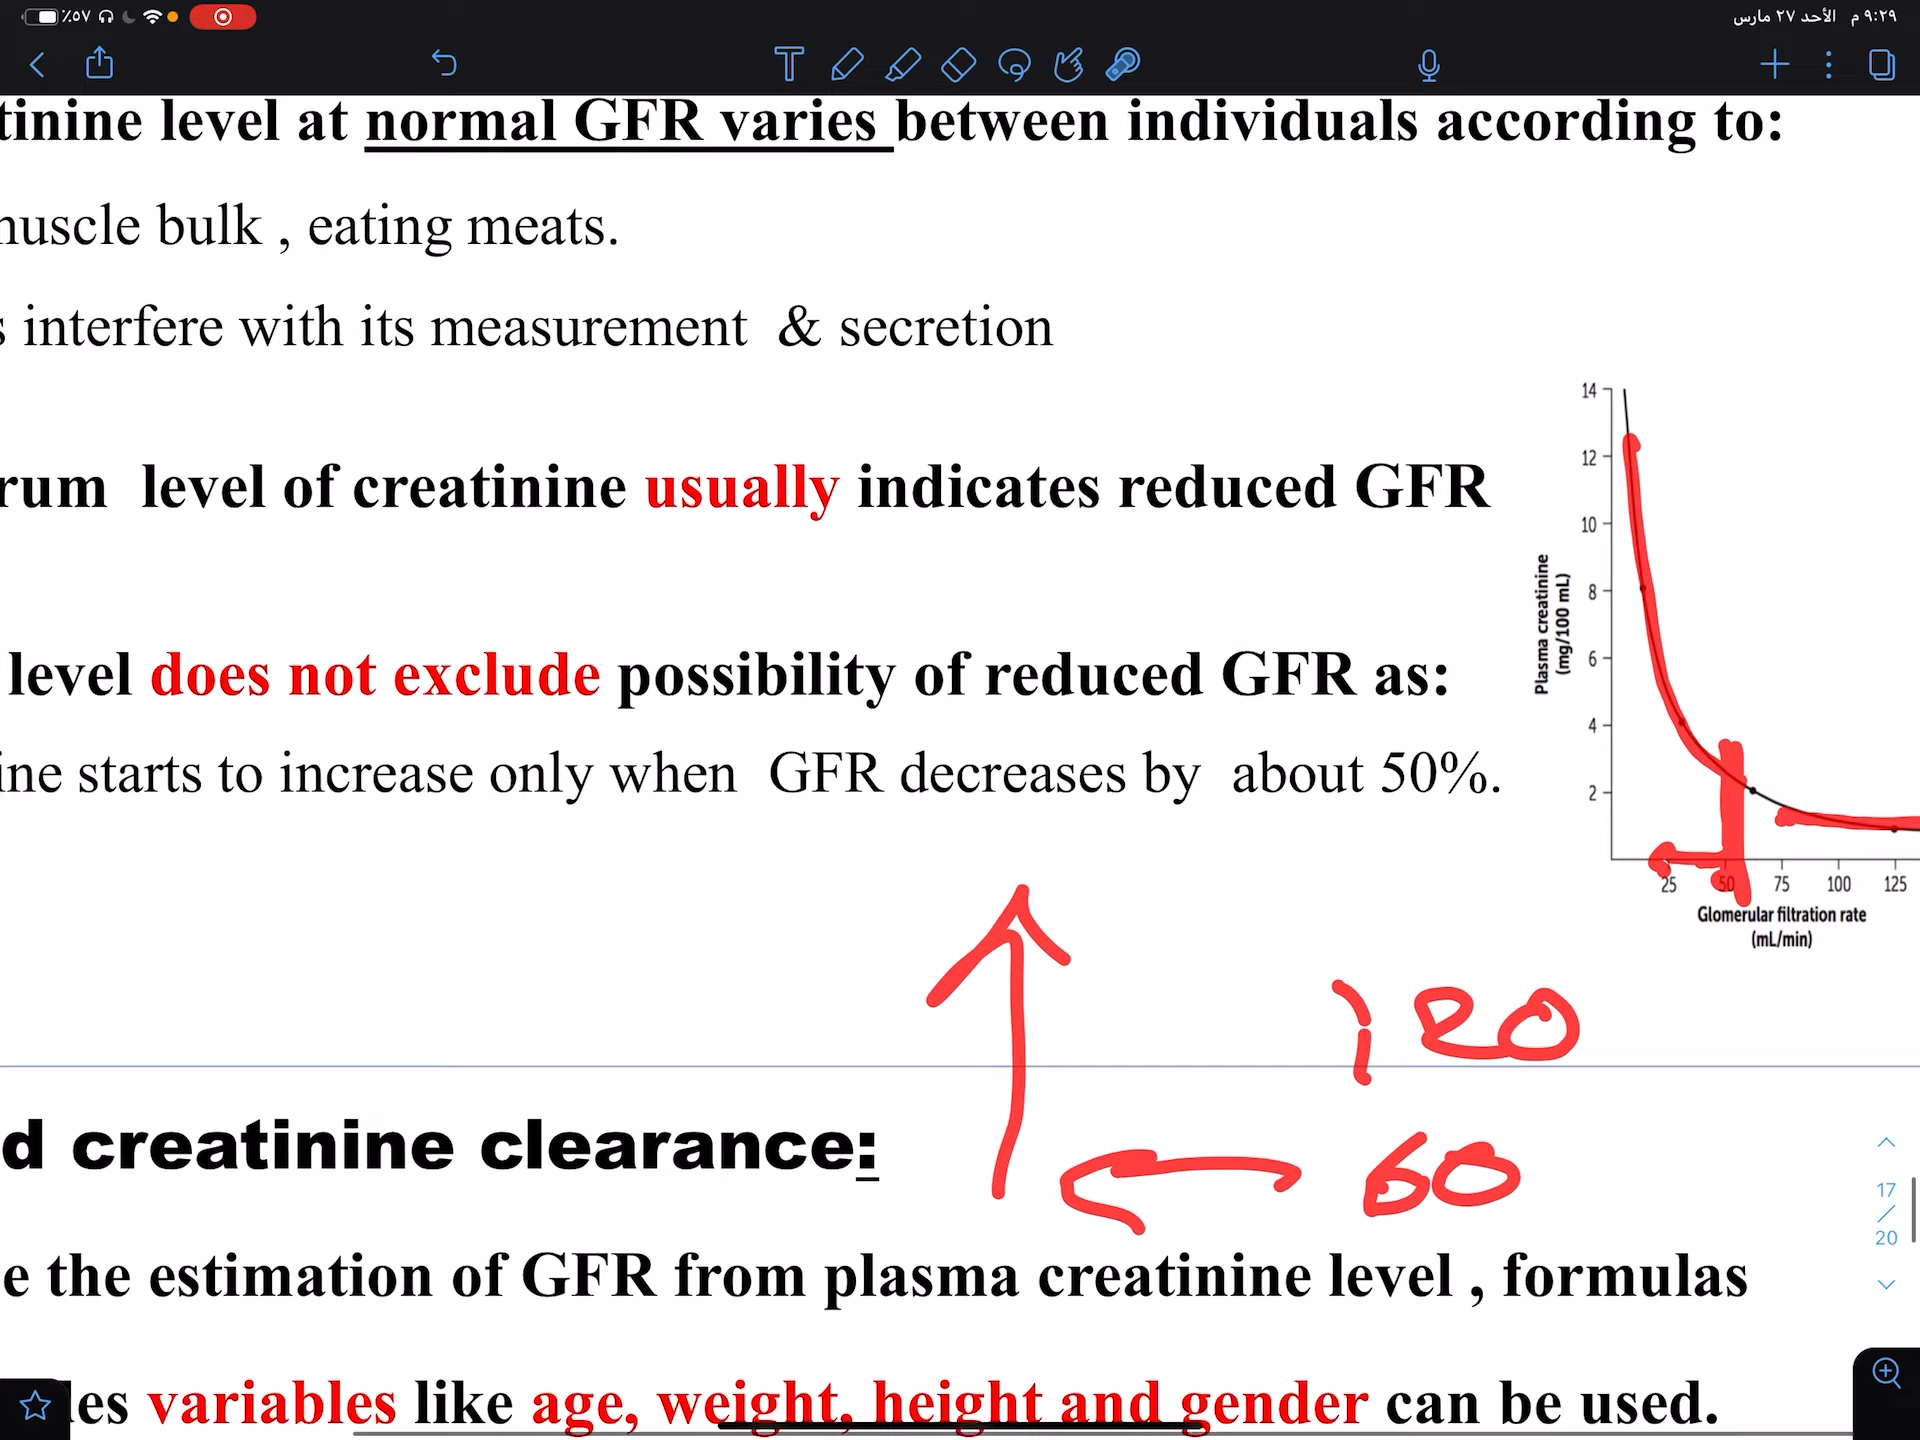 ٪٥٧
٩:٢٩ م الأحد ٢٧ مارس
tinine level at normal GFR varies between individuals according to:
muscle bulk , eating meats.
s interfere with its measurement & secretion
rum level of creatinine usually indicates reduced GFR
level does not exclude possibility of reduced GFR as:
ine starts to increase only when GFR decreases by about 50%.
14
12
10
8
6
4
2
Plasma creatinine
(mg/100 mL)
25 50 75 100 125
Glomerular filtration rate
(mL/min)
120
60
d creatinine clearance:
e the estimation of GFR from plasma creatinine level , formulas
les variables like age, weight, height and gender can be used.
17
/
20